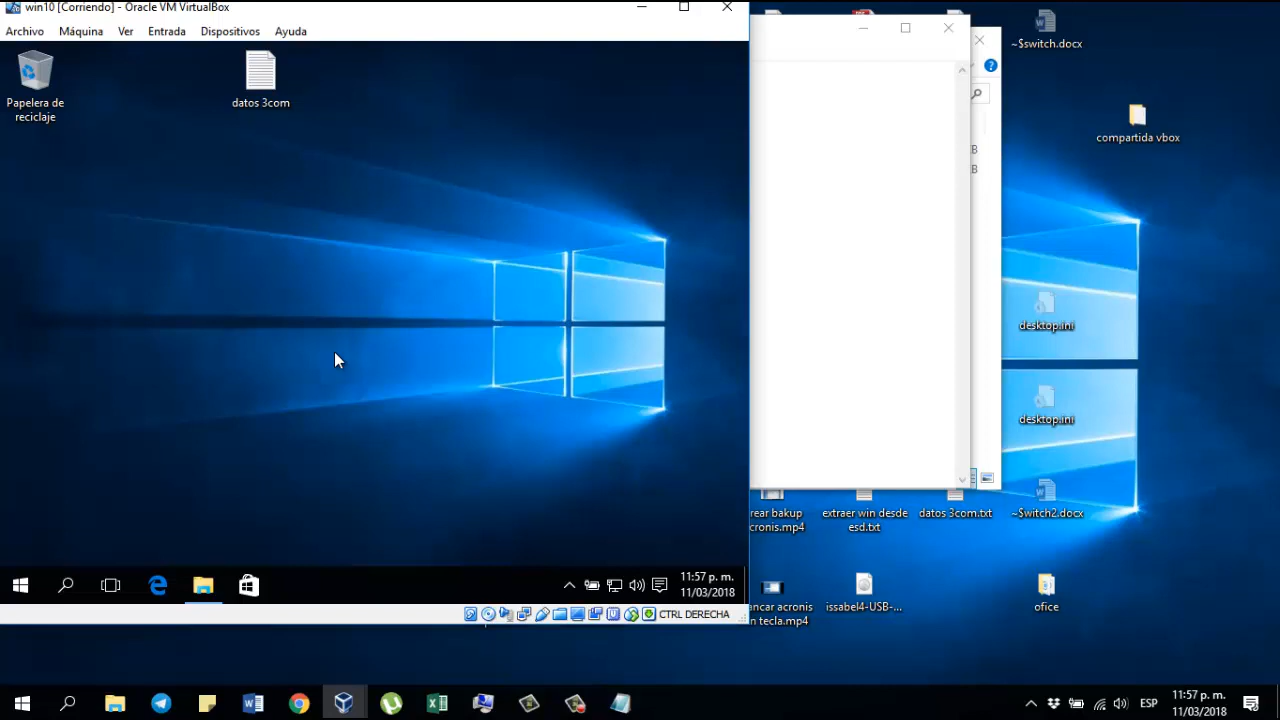 win10 [Corriendo] - Oracle VM VirtualBox
Archivo Máquina Ver Entrada Dispositivos Ayuda
Papelera de
reciclaje
datos 3com
11:57 p. m.
11/03/2018
CTRL DERECHA
B
B
~$switch.docx
compartida vbox
desktop.ini
desktop.ini
rear bakup
cronis.mp4
extraer win desde
esd.txt
datos 3com.txt
~$witch2.docx
ancar acronis
n tecla.mp4
issabel4-USB-...
ofice
ESP
11:57 p. m.
11/03/2018